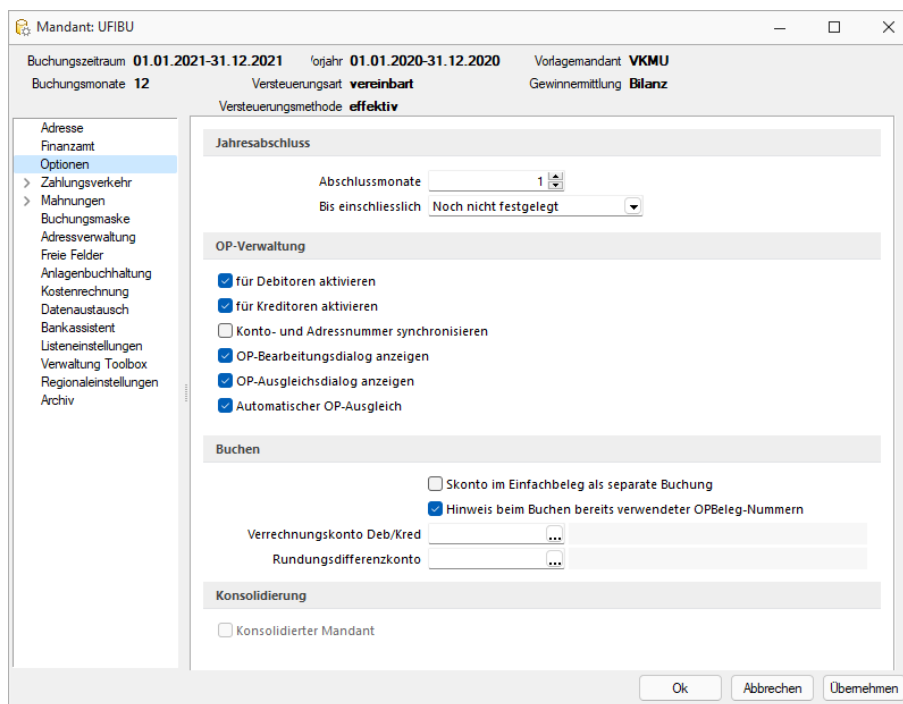 Mandant: UFIBU
Buchungszeitraum 01.01.2021-31.12.2021 'orjahr 01.01.2020-31.12.2020 Vorlagemandant VKMU
Buchungsmonate 12 Versteuerungsart vereinbart Gewinnermittlung Bilanz
Versteuerungsmethode effektiv
Adresse
Finanzamt
Optionen
Zahlungsverkehr
Mahnungen
Buchungsmaske
Adressverwaltung
Freie Felder
Anlagenbuchhaltung
Kostenrechnung
Datenaustausch
Bankassistent
Listeneinstellungen
Verwaltung Toolbox
Regionaleinstellungen
Archiv
Jahresabschluss
Abschlussmonate 1
Bis einschliesslich Noch nicht festgelegt
OP-Verwaltung
für Debitoren aktivieren
für Kreditoren aktivieren
Konto- und Adressnummer synchronisieren
OP-Bearbeitungsdialog anzeigen
OP-Ausgleichsdialog anzeigen
Automatischer OP-Ausgleich
Buchen
Skonto im Einfachbeleg als separate Buchung
Hinweis beim Buchen bereits verwendeter OPBeleg-Nummern
Verrechnungskonto Deb/Kred ...
Rundungsdifferenzkonto ...
Konsolidierung
Konsolidierter Mandant
Ok Abbrechen Übernehmen